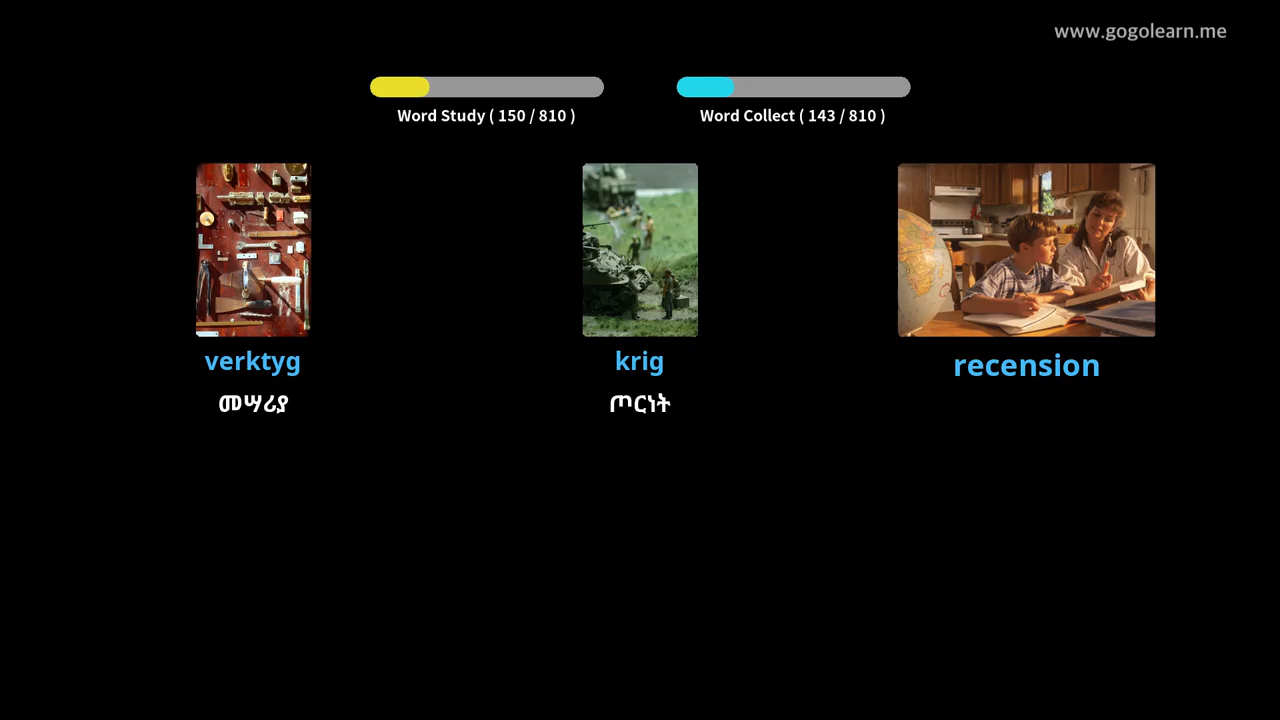 www.gogolearn.me
Word Study ( 150 / 810 )
Word Collect ( 143 / 810 )
verktyg
መሣሪያ
krig
ጦርነት
recension